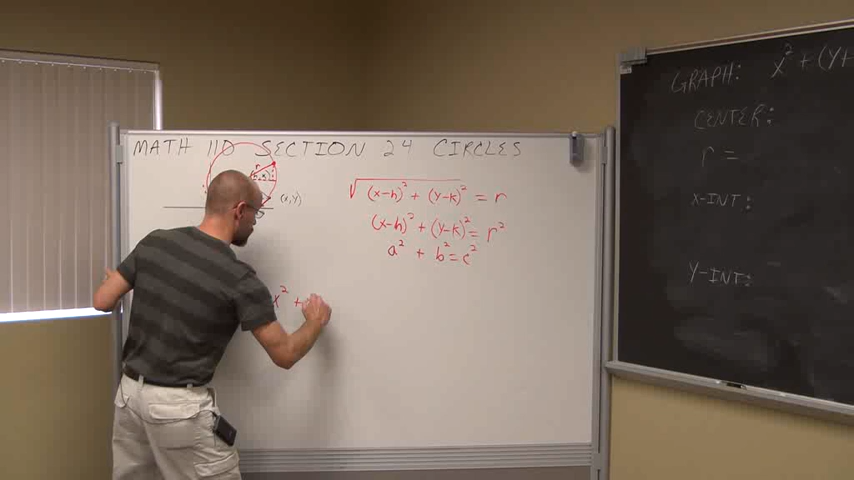 MATH 110 SECTION 2.4 CIRCLES
r
(h,k)
(x,y)
√(x-h)² + (y-k)² = r
(x-h)² + (y-k)² = r²
a² + b² = c²
x² +
GRAPH: x² + (y+
CENTER:
r =
X-INT:
Y-INT: